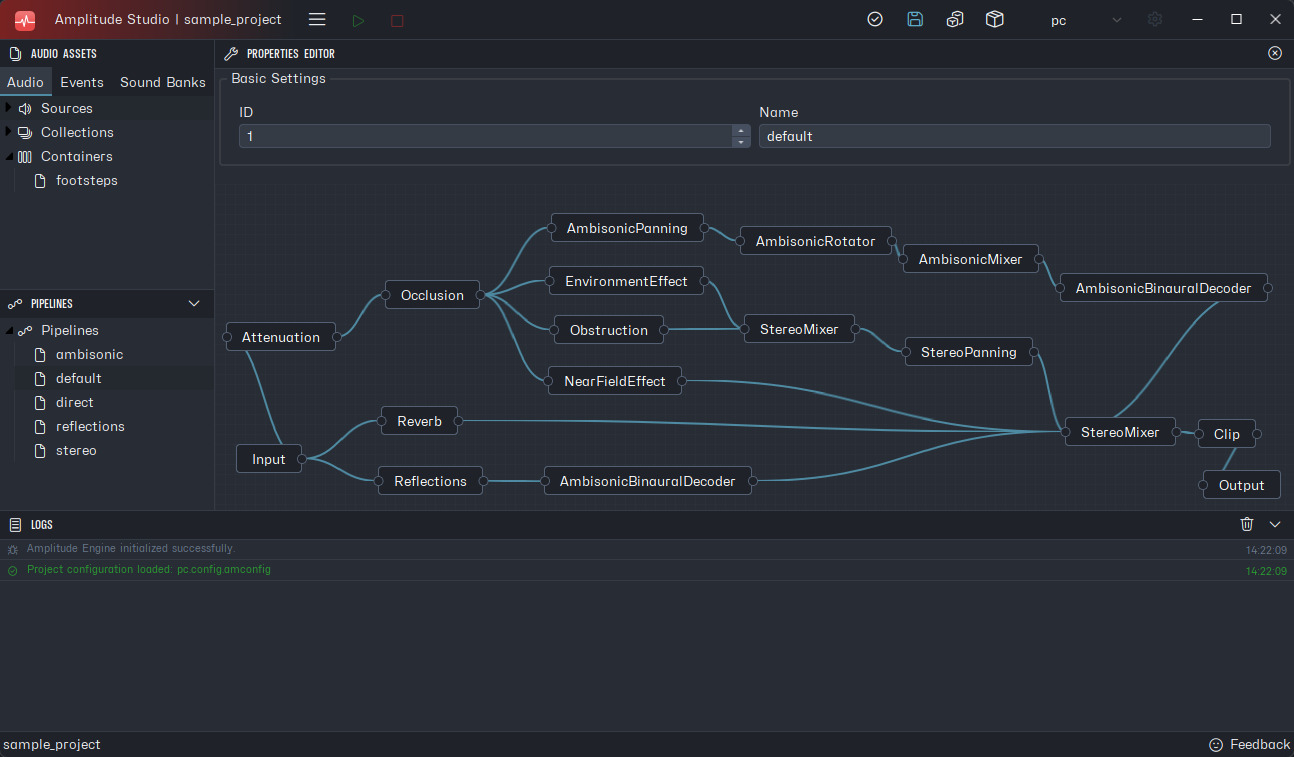 Amplitude Studio | sample_project
pc
AUDIO ASSETS
Audio Events Sound Banks
Sources
Collections
Containers
footsteps
PIPELINES
Pipelines
ambisonic
default
direct
reflections
stereo
PROPERTIES EDITOR
Basic Settings
ID Name
1 default
AmbisonicPanning
AmbisonicRotator
AmbisonicMixer
EnvironmentEffect
AmbisonicBinauralDecoder
Occlusion
Obstruction
StereoMixer
Attenuation
StereoPanning
NearFieldEffect
Reverb
StereoMixer
Clip
Input
Reflections
AmbisonicBinauralDecoder
Output
LOGS
Amplitude Engine initialized successfully. 14:22:09
Project configuration loaded: pc.config.amconfig 14:22:09
sample_project
Feedback